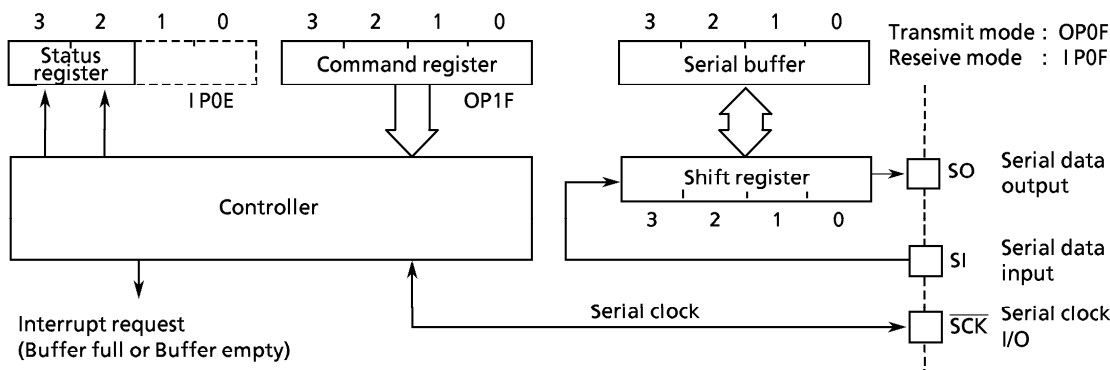 3 2 1 0
Status
register
IP0E
3 2 1 0
Command register
OP1F
3 2 1 0
Serial buffer
Transmit mode : OP0F
Reseive mode : IP0F
Controller
Shift register
3 2 1 0
SO
Serial data
output
SI
Serial data
input
Serial clock
SCK
Serial clock
I/O
Interrupt request
(Buffer full or Buffer empty)